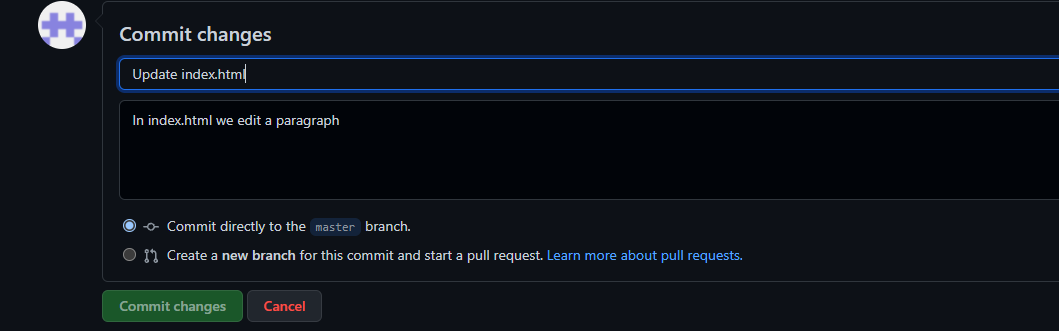 Commit changes
Update index.html
In index.html we edit a paragraph
Commit directly to the master branch.
Create a new branch for this commit and start a pull request. Learn more about pull requests.
Commit changes Cancel